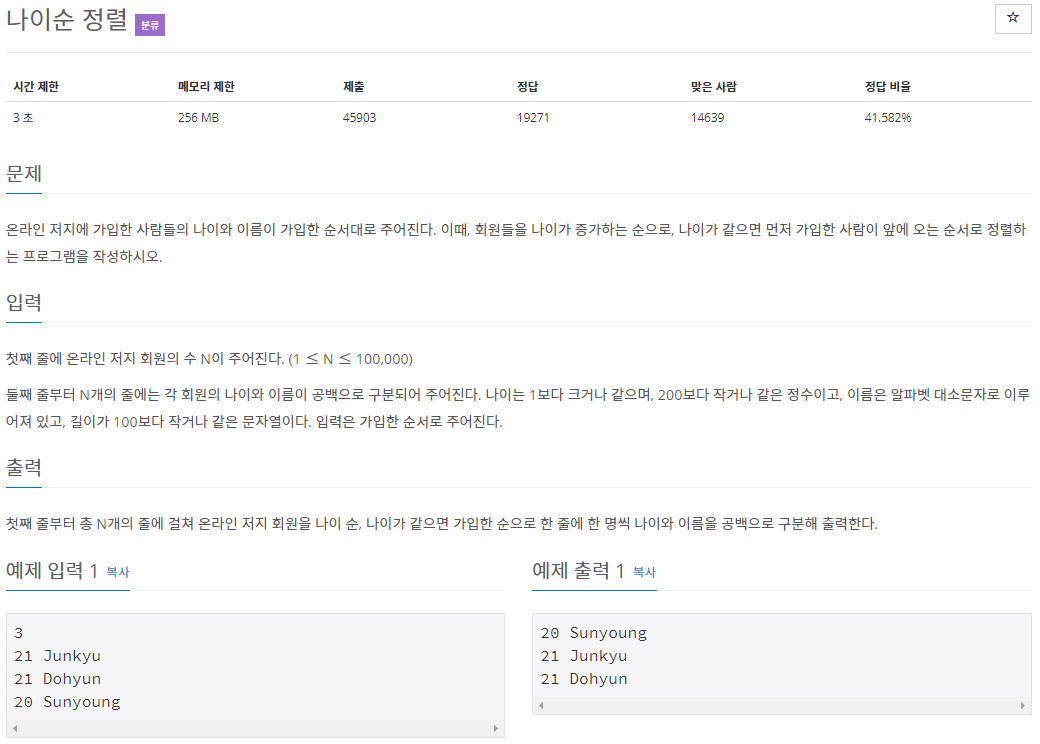 나이순 정렬 분류
☆
시간 제한 메모리 제한 제출 정답 맞은 사람 정답 비율
3 초 256 MB 45903 19271 14639 41.582%
문제
온라인 저지에 가입한 사람들의 나이와 이름이 가입한 순서대로 주어진다. 이때, 회원들을 나이가 증가하는 순으로, 나이가 같으면 먼저 가입한 사람이 앞에 오는 순서로 정렬하
는 프로그램을 작성하시오.
입력
첫째 줄에 온라인 저지 회원의 수 N이 주어진다. (1 ≤ N ≤ 100,000)
둘째 줄부터 N개의 줄에는 각 회원의 나이와 이름이 공백으로 구분되어 주어진다. 나이는 1보다 크거나 같으며, 200보다 작거나 같은 정수이고, 이름은 알파벳 대소문자로 이루
어져 있고, 길이가 100보다 작거나 같은 문자열이다. 입력은 가입한 순서로 주어진다.
출력
첫째 줄부터 총 N개의 줄에 걸쳐 온라인 저지 회원을 나이 순, 나이가 같으면 가입한 순으로 한 줄에 한 명씩 나이와 이름을 공백으로 구분해 출력한다.
예제 입력 1 복사
3
21 Junkyu
21 Dohyun
20 Sunyoung
예제 출력 1 복사
20 Sunyoung
21 Junkyu
21 Dohyun